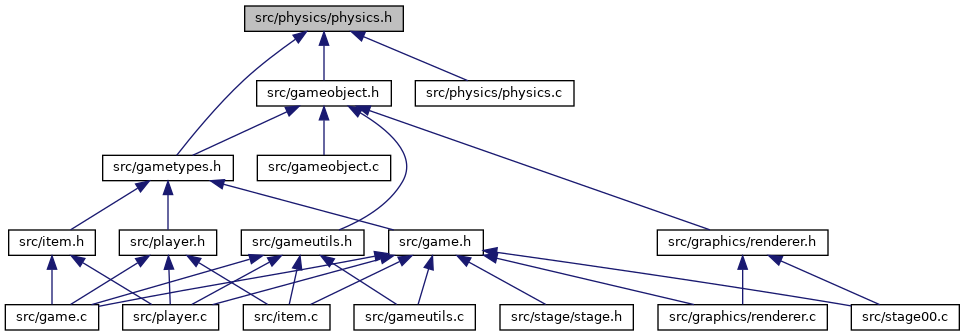 src/physics/physics.h
src/gameobject.h
src/physics/physics.c
src/gametypes.h
src/gameobject.c
src/item.h
src/player.h
src/gameutils.h
src/game.h
src/graphics/renderer.h
src/game.c
src/player.c
src/item.c
src/gameutils.c
src/stage/stage.h
src/graphics/renderer.c
src/stage00.c